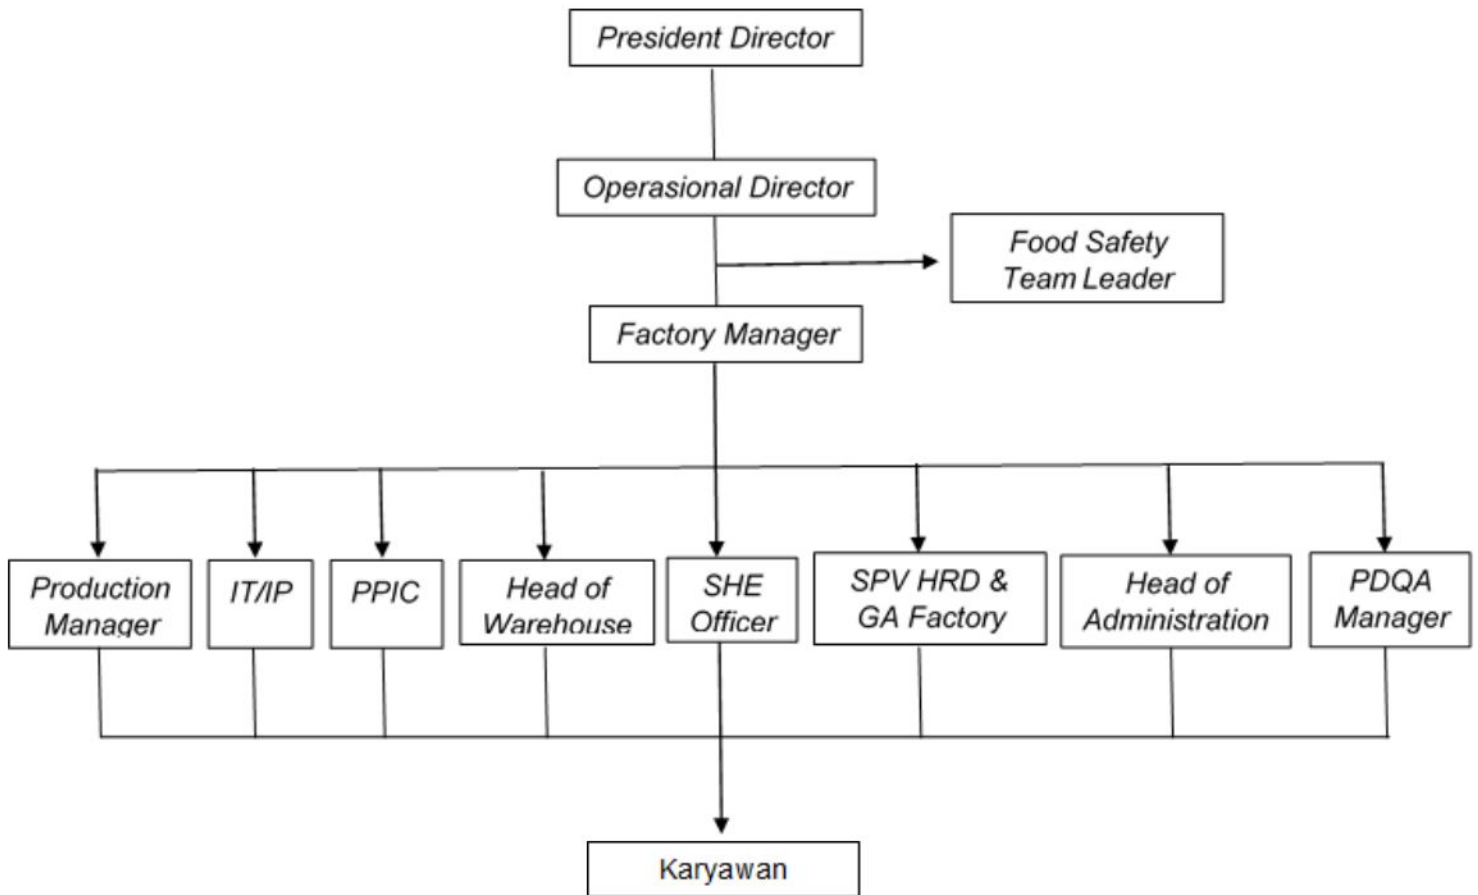 President Director
Operasional Director
Food Safety
Team Leader
Factory Manager
Production
Manager
IT/IP
PPIC
Head of
Warehouse
SHE
Officer
SPV HRD &
GA Factory
Head of
Administration
PDQA
Manager
Karyawan